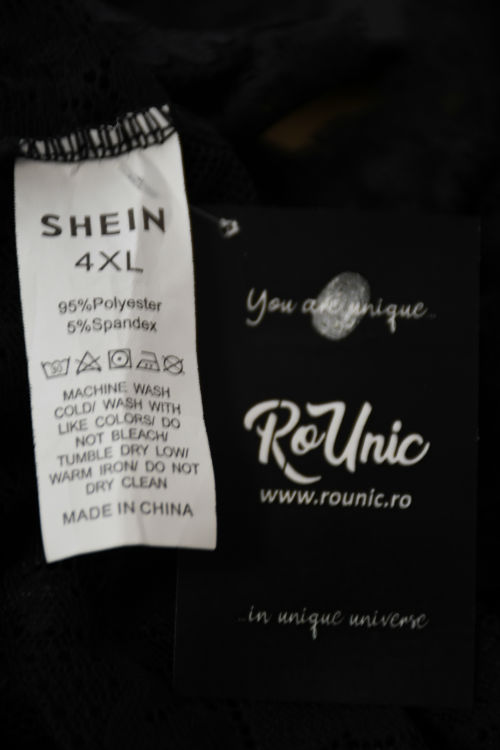 SHEIN
4XL
95%Polyester
5%Spandex
30
MACHINE WASH
COLD/ WASH WITH
LIKE COLORS/ DO
NOT BLEACH/
TUMBLE DRY LOW/
WARM IRON/ DO NOT
DRY CLEAN
MADE IN CHINA
You are unique...
RoUnic
www.rounic.ro
...in unique universe